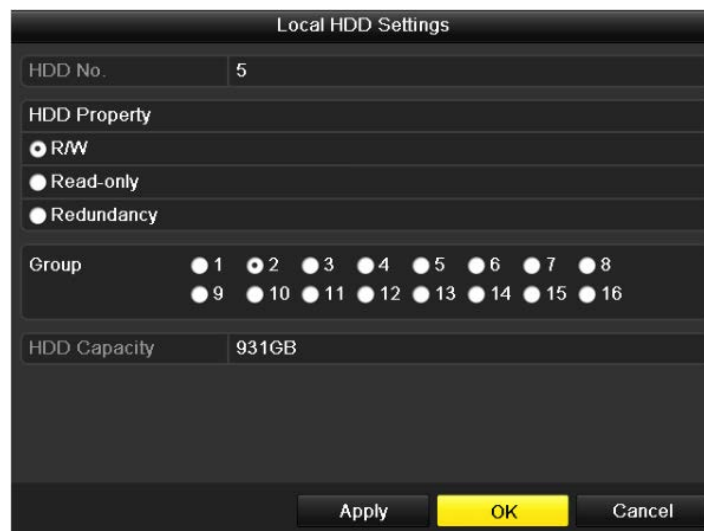 Local HDD Settings
HDD No. 5
HDD Property
R/W
Read-only
Redundancy
Group 1 2 3 4 5 6 7 8
9 10 11 12 13 14 15 16
HDD Capacity 931GB
Apply OK Cancel